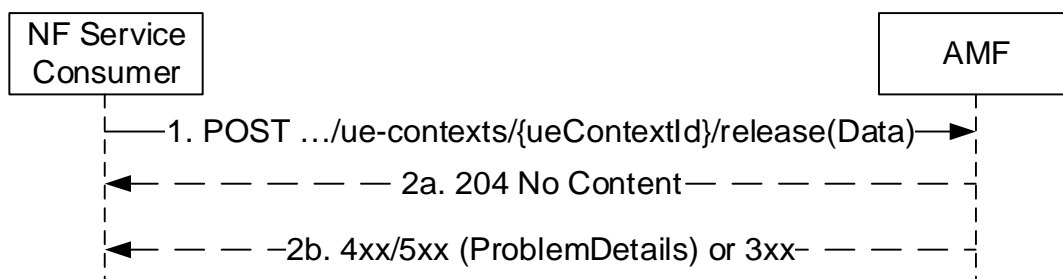 NF Service
Consumer
AMF
1. POST …/ue-contexts/{ueContextId}/release(Data)
2a. 204 No Content
2b. 4xx/5xx (ProblemDetails) or 3xx